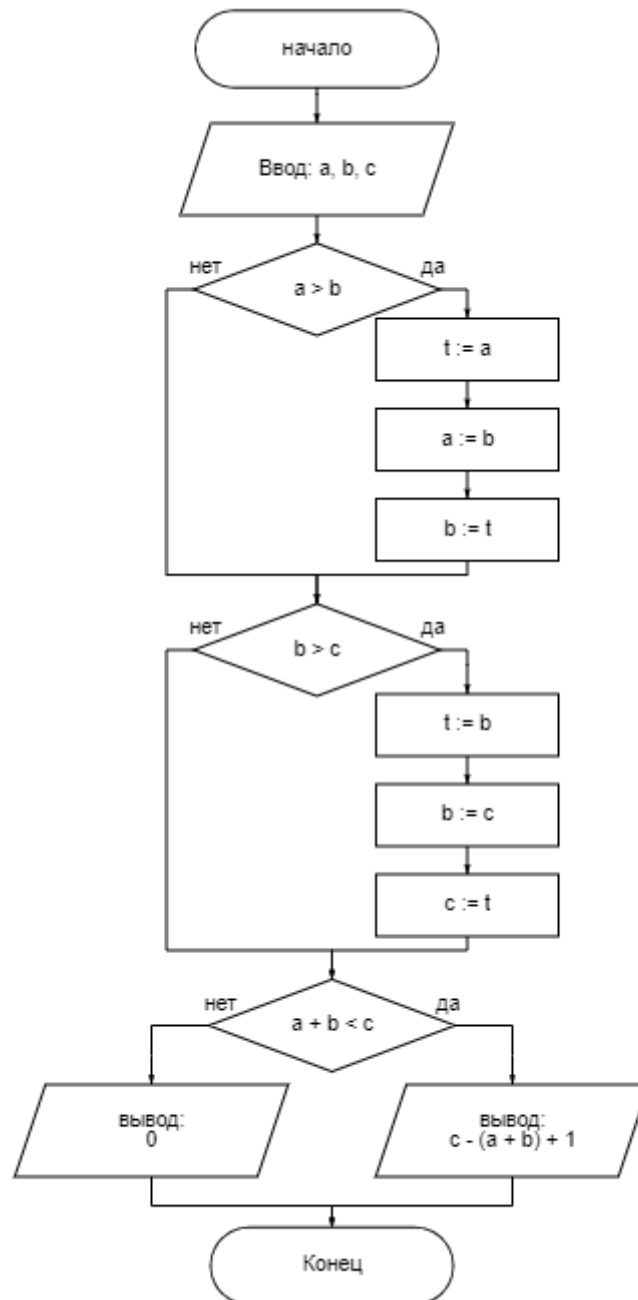 начало
Ввод: a, b, c
нет
да
a > b
t := a
a := b
b := t
нет
да
b > c
t := b
b := c
c := t
нет
да
a + b < c
вывод:
0
вывод:
c - (a + b) + 1
Конец